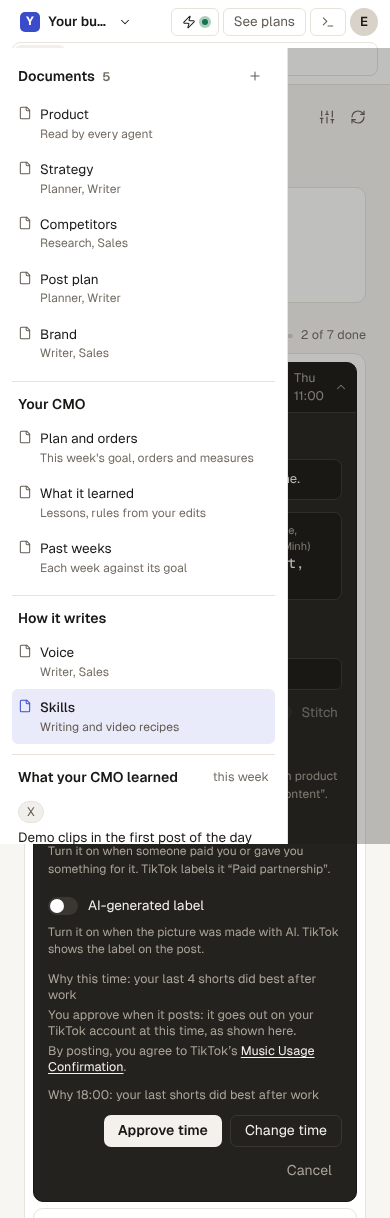 Y Your bu...
See plans
E
Documents 5
Product
Read by every agent
Strategy
Planner, Writer
Competitors
Research, Sales
Post plan
Planner, Writer
Brand
Writer, Sales
Your CMO
Plan and orders
This week's goal, orders and measures
What it learned
Lessons, rules from your edits
Past weeks
Each week against its goal
How it writes
Voice
Writer, Sales
Skills
Writing and video recipes
What your CMO learned this week
X
Demo clips in the first post of the day
2 of 7 done
Thu
11:00
Stitch
product
Turn it on when someone paid you or gave you
something for it. TikTok labels it “Paid partnership”.
AI-generated label
Turn it on when the picture was made with AI. TikTok
shows the label on the post.
Why this time: your last 4 shorts did best after
work
You approve when it posts: it goes out on your
TikTok account at this time, as shown here.
By posting, you agree to TikTok’s Music Usage
Confirmation.
Why 18:00: your last shorts did best after work
Approve time
Change time
Cancel